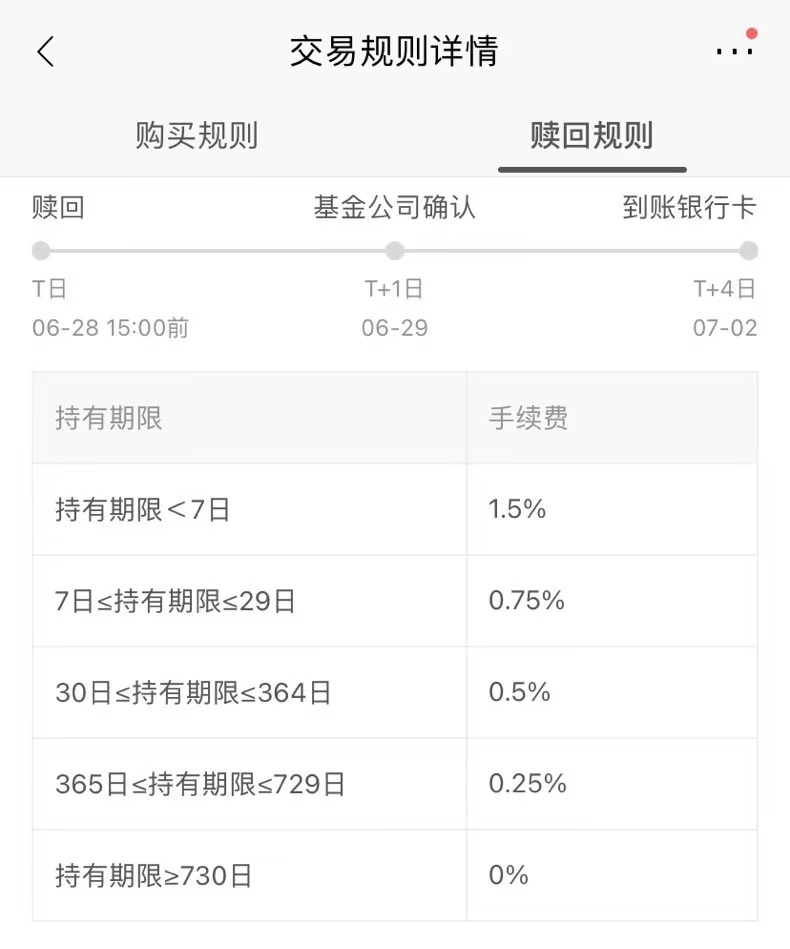 交易规则详情
购买规则 赎回规则
赎回 基金公司确认 到账银行卡
T日 T+1日 T+4日
06-28 15:00前 06-29 07-02
持有期限 手续费
持有期限＜7日 1.5%
7日≤持有期限≤29日 0.75%
30日≤持有期限≤364日 0.5%
365日≤持有期限≤729日 0.25%
持有期限≥730日 0%